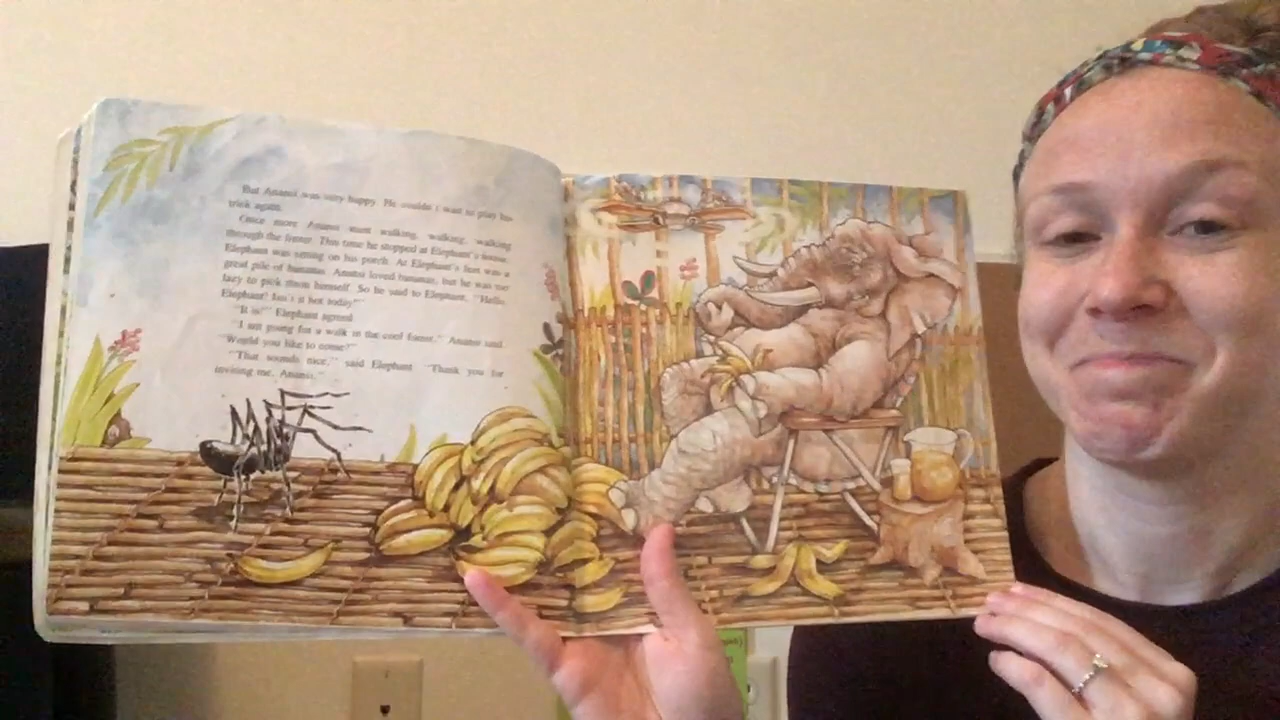 But Anansi was very happy. He couldn't wait to play his
trick again.
Once more Anansi went walking, walking, walking
through the forest. This time he stopped at Elephant's house.
Elephant was sitting on his porch. At Elephant's feet was a
great pile of bananas. Anansi loved bananas, but he was too
lazy to pick them himself. So he said to Elephant, "Hello,
Elephant! Isn't it hot today?"
"It is!" Elephant agreed.
"I am going for a walk in the cool forest," Anansi said.
"Would you like to come?"
"That sounds nice," said Elephant. "Thank you for
inviting me, Anansi."